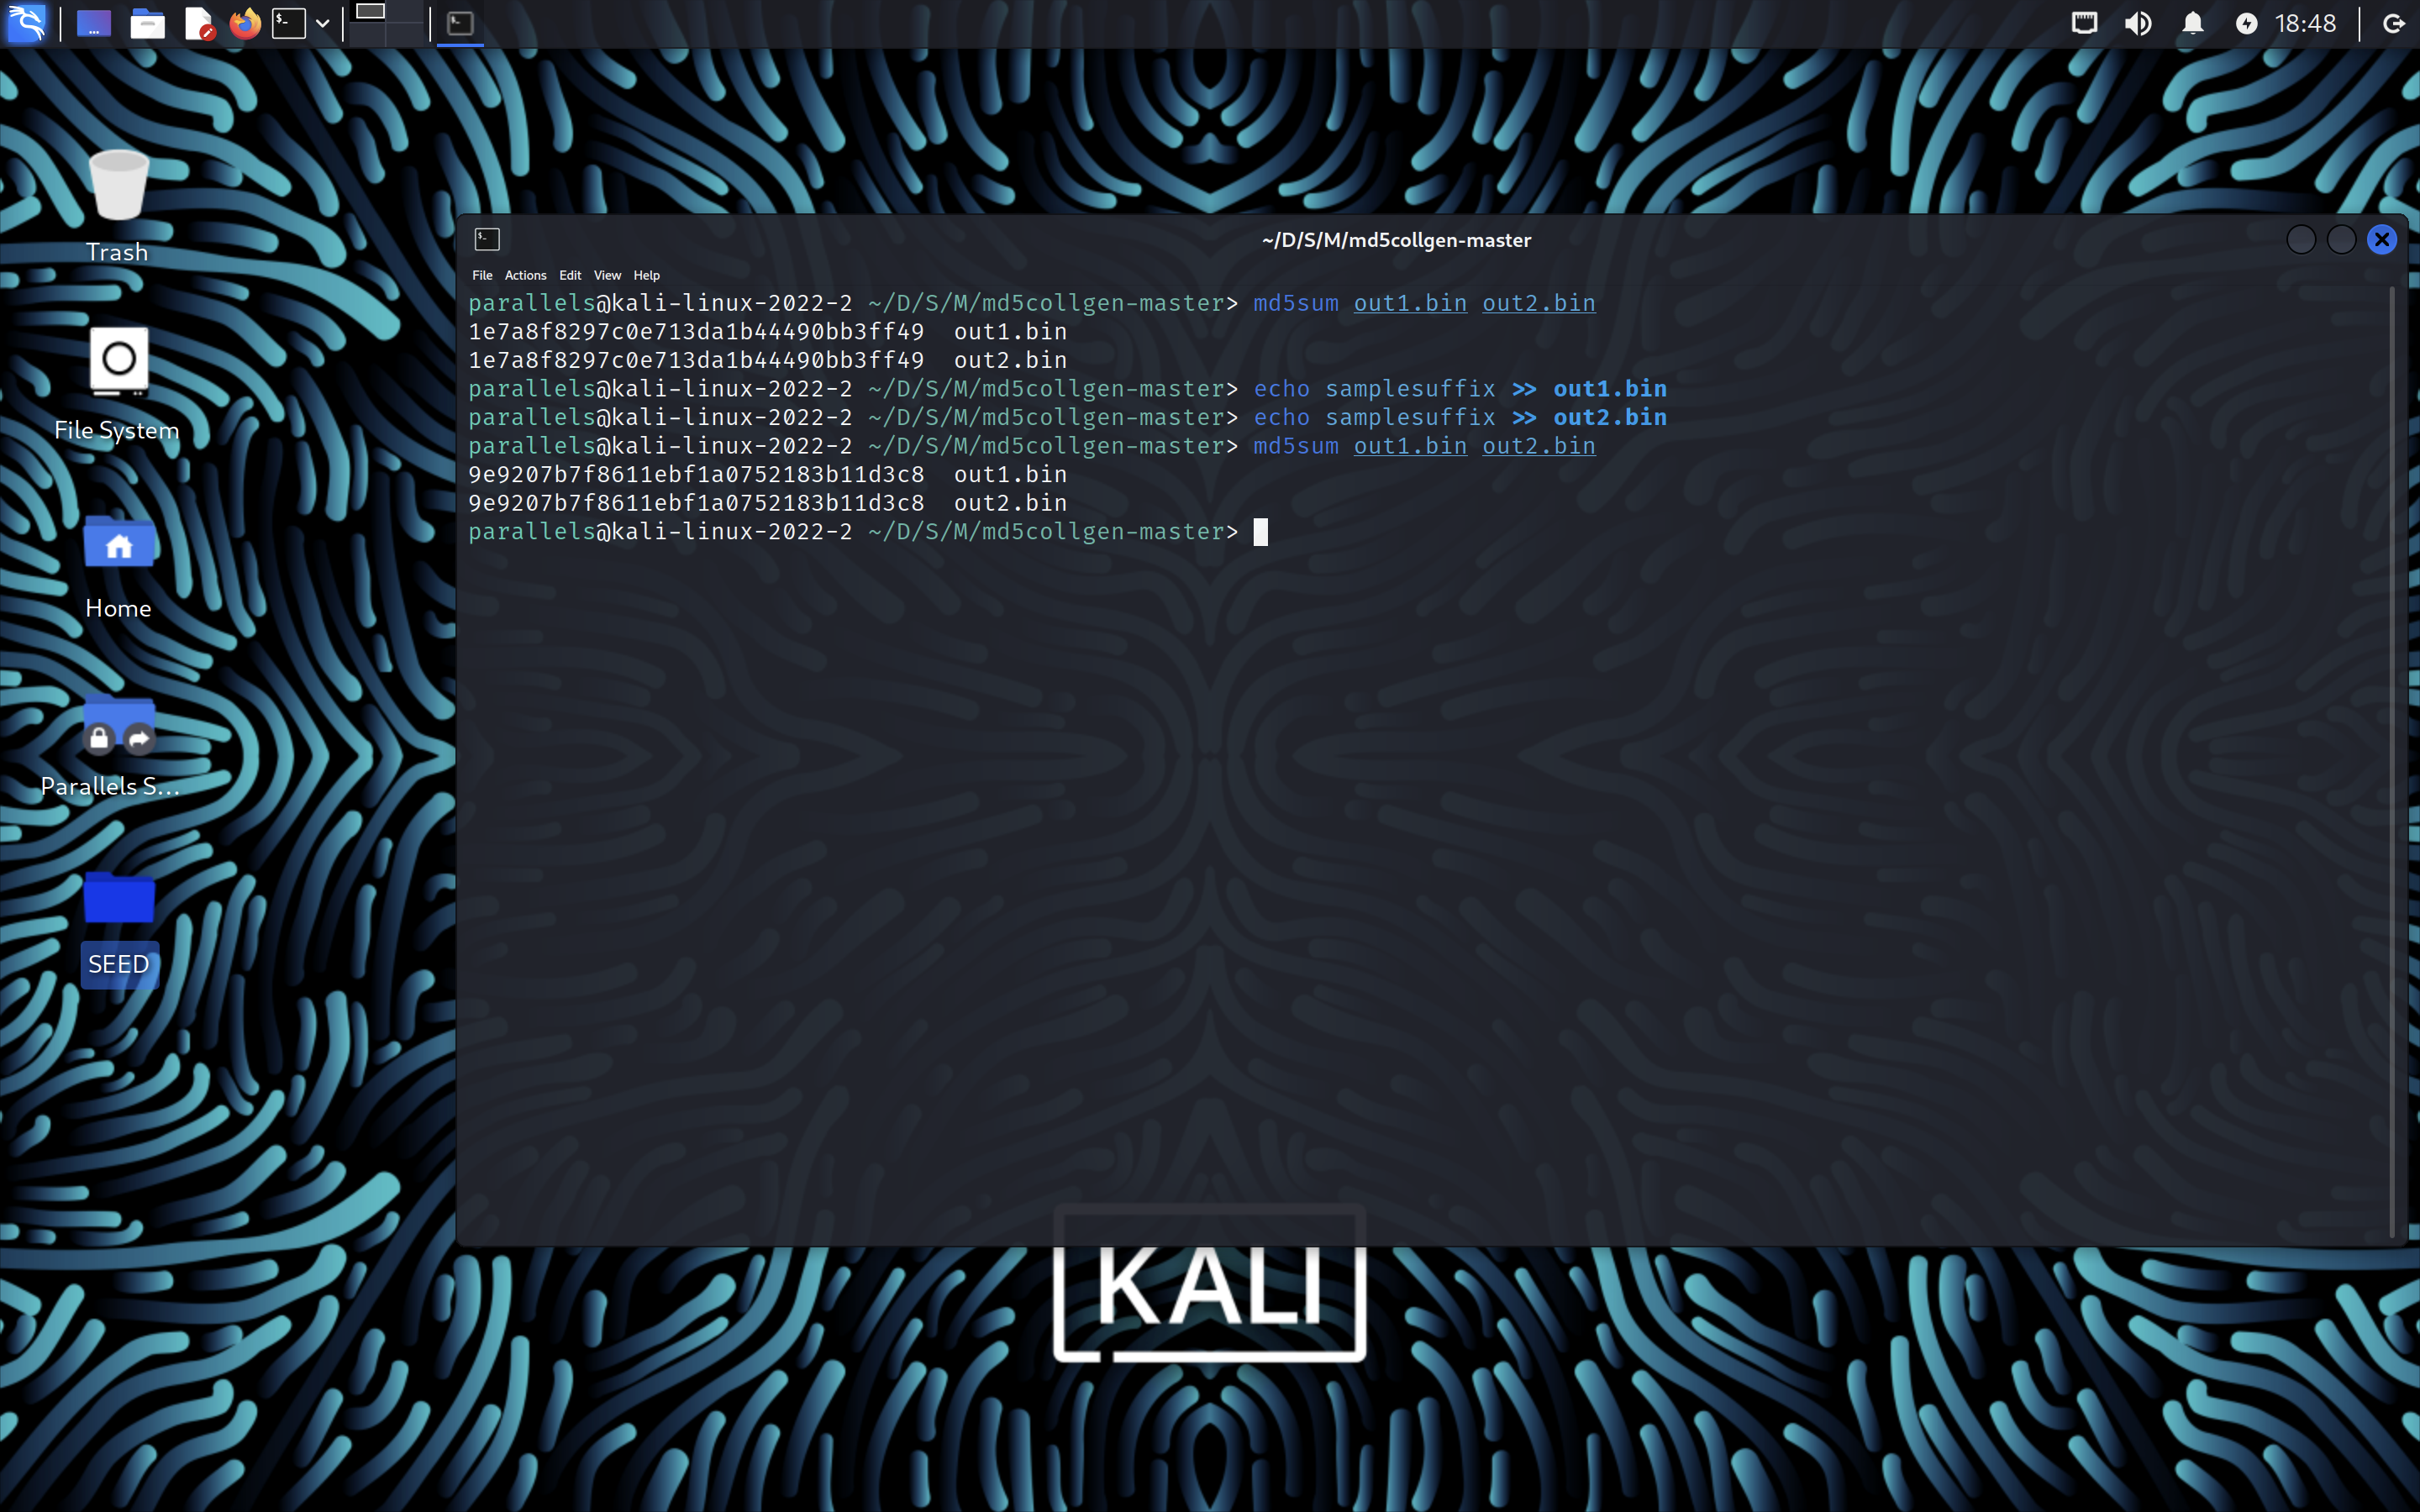 18:48
Trash
File System
Home
Parallels S...
SEED
~/D/S/M/md5collgen-master
File Actions Edit View Help
parallels@kali-linux-2022-2 ~/D/S/M/md5collgen-master> md5sum out1.bin out2.bin
1e7a8f8297c0e713da1b44490bb3ff49  out1.bin
1e7a8f8297c0e713da1b44490bb3ff49  out2.bin
parallels@kali-linux-2022-2 ~/D/S/M/md5collgen-master> echo samplesuffix >> out1.bin
parallels@kali-linux-2022-2 ~/D/S/M/md5collgen-master> echo samplesuffix >> out2.bin
parallels@kali-linux-2022-2 ~/D/S/M/md5collgen-master> md5sum out1.bin out2.bin
9e9207b7f8611ebf1a0752183b11d3c8  out1.bin
9e9207b7f8611ebf1a0752183b11d3c8  out2.bin
parallels@kali-linux-2022-2 ~/D/S/M/md5collgen-master>
KALI